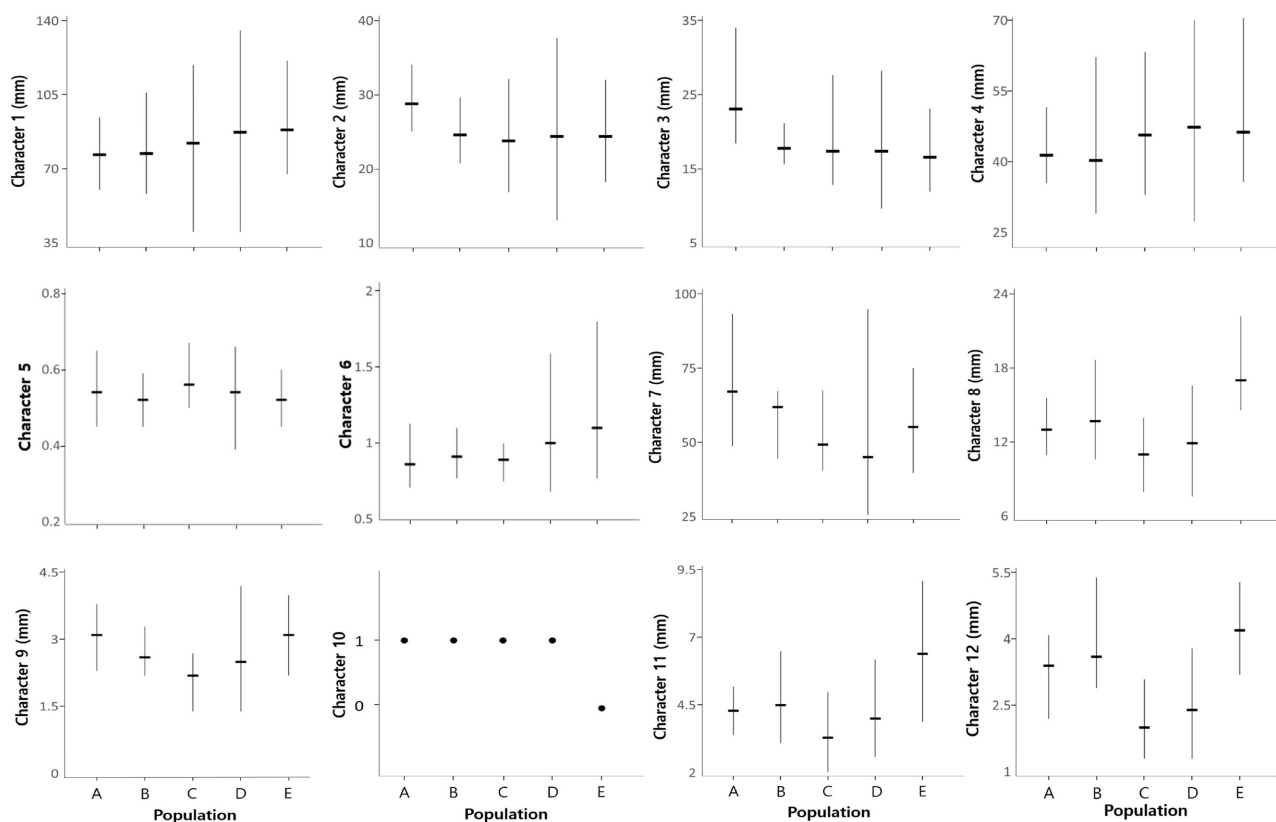 Character 1 (mm)
140
105
70
35
Character 2 (mm)
40
30
20
10
Character 3 (mm)
35
25
15
5
Character 4 (mm)
70
55
40
25
Character 5
0.8
0.6
0.4
0.2
Character 6
2
1.5
1
0.5
Character 7 (mm)
100
75
50
25
Character 8 (mm)
24
18
12
6
Character 9 (mm)
4.5
3
1.5
0
A B C D E
Population
Character 10
1
0
A B C D E
Population
Character 11 (mm)
9.5
7
4.5
2
A B C D E
Population
Character 12 (mm)
5.5
4
2.5
1
A B C D E
Population